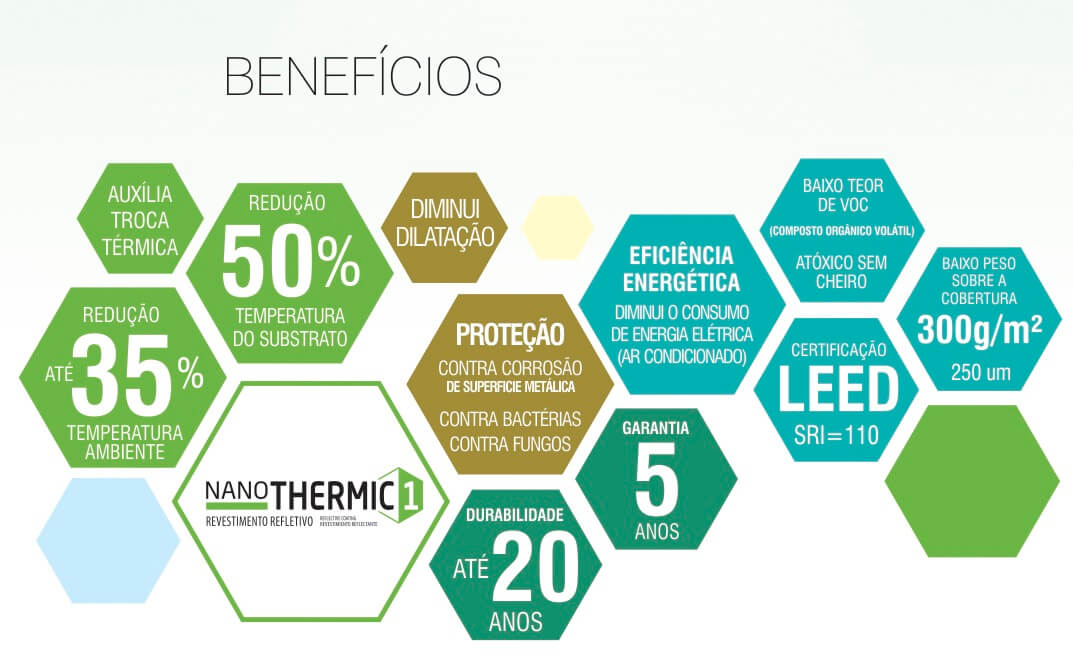 BENEFÍCIOS
AUXÍLIA
TROCA
TÉRMICA
REDUÇÃO
50%
TEMPERATURA
DO SUBSTRATO
DIMINUI
DILATAÇÃO
REDUÇÃO
ATÉ 35%
TEMPERATURA
AMBIENTE
PROTEÇÃO
CONTRA CORROSÃO
DE SUPERFICIE METÁLICA
CONTRA BACTÉRIAS
CONTRA FUNGOS
EFICIÊNCIA
ENERGÉTICA
DIMINUI O CONSUMO
DE ENERGIA ELÉTRICA
(AR CONDICIONADO)
BAIXO TEOR
DE VOC
(COMPOSTO ORGÂNICO VOLÁTIL)
ATÓXICO SEM
CHEIRO
BAIXO PESO
SOBRE A
COBERTURA
300g/m²
250 um
CERTIFICAÇÃO
LEED
SRI=110
GARANTIA
5
ANOS
NANOTHERMIC 1
REVESTIMENTO REFLETIVO
REFLECTIVE COATING
REVESTIMIENTO REFLECTANTE
DURABILIDADE
ATÉ 20
ANOS